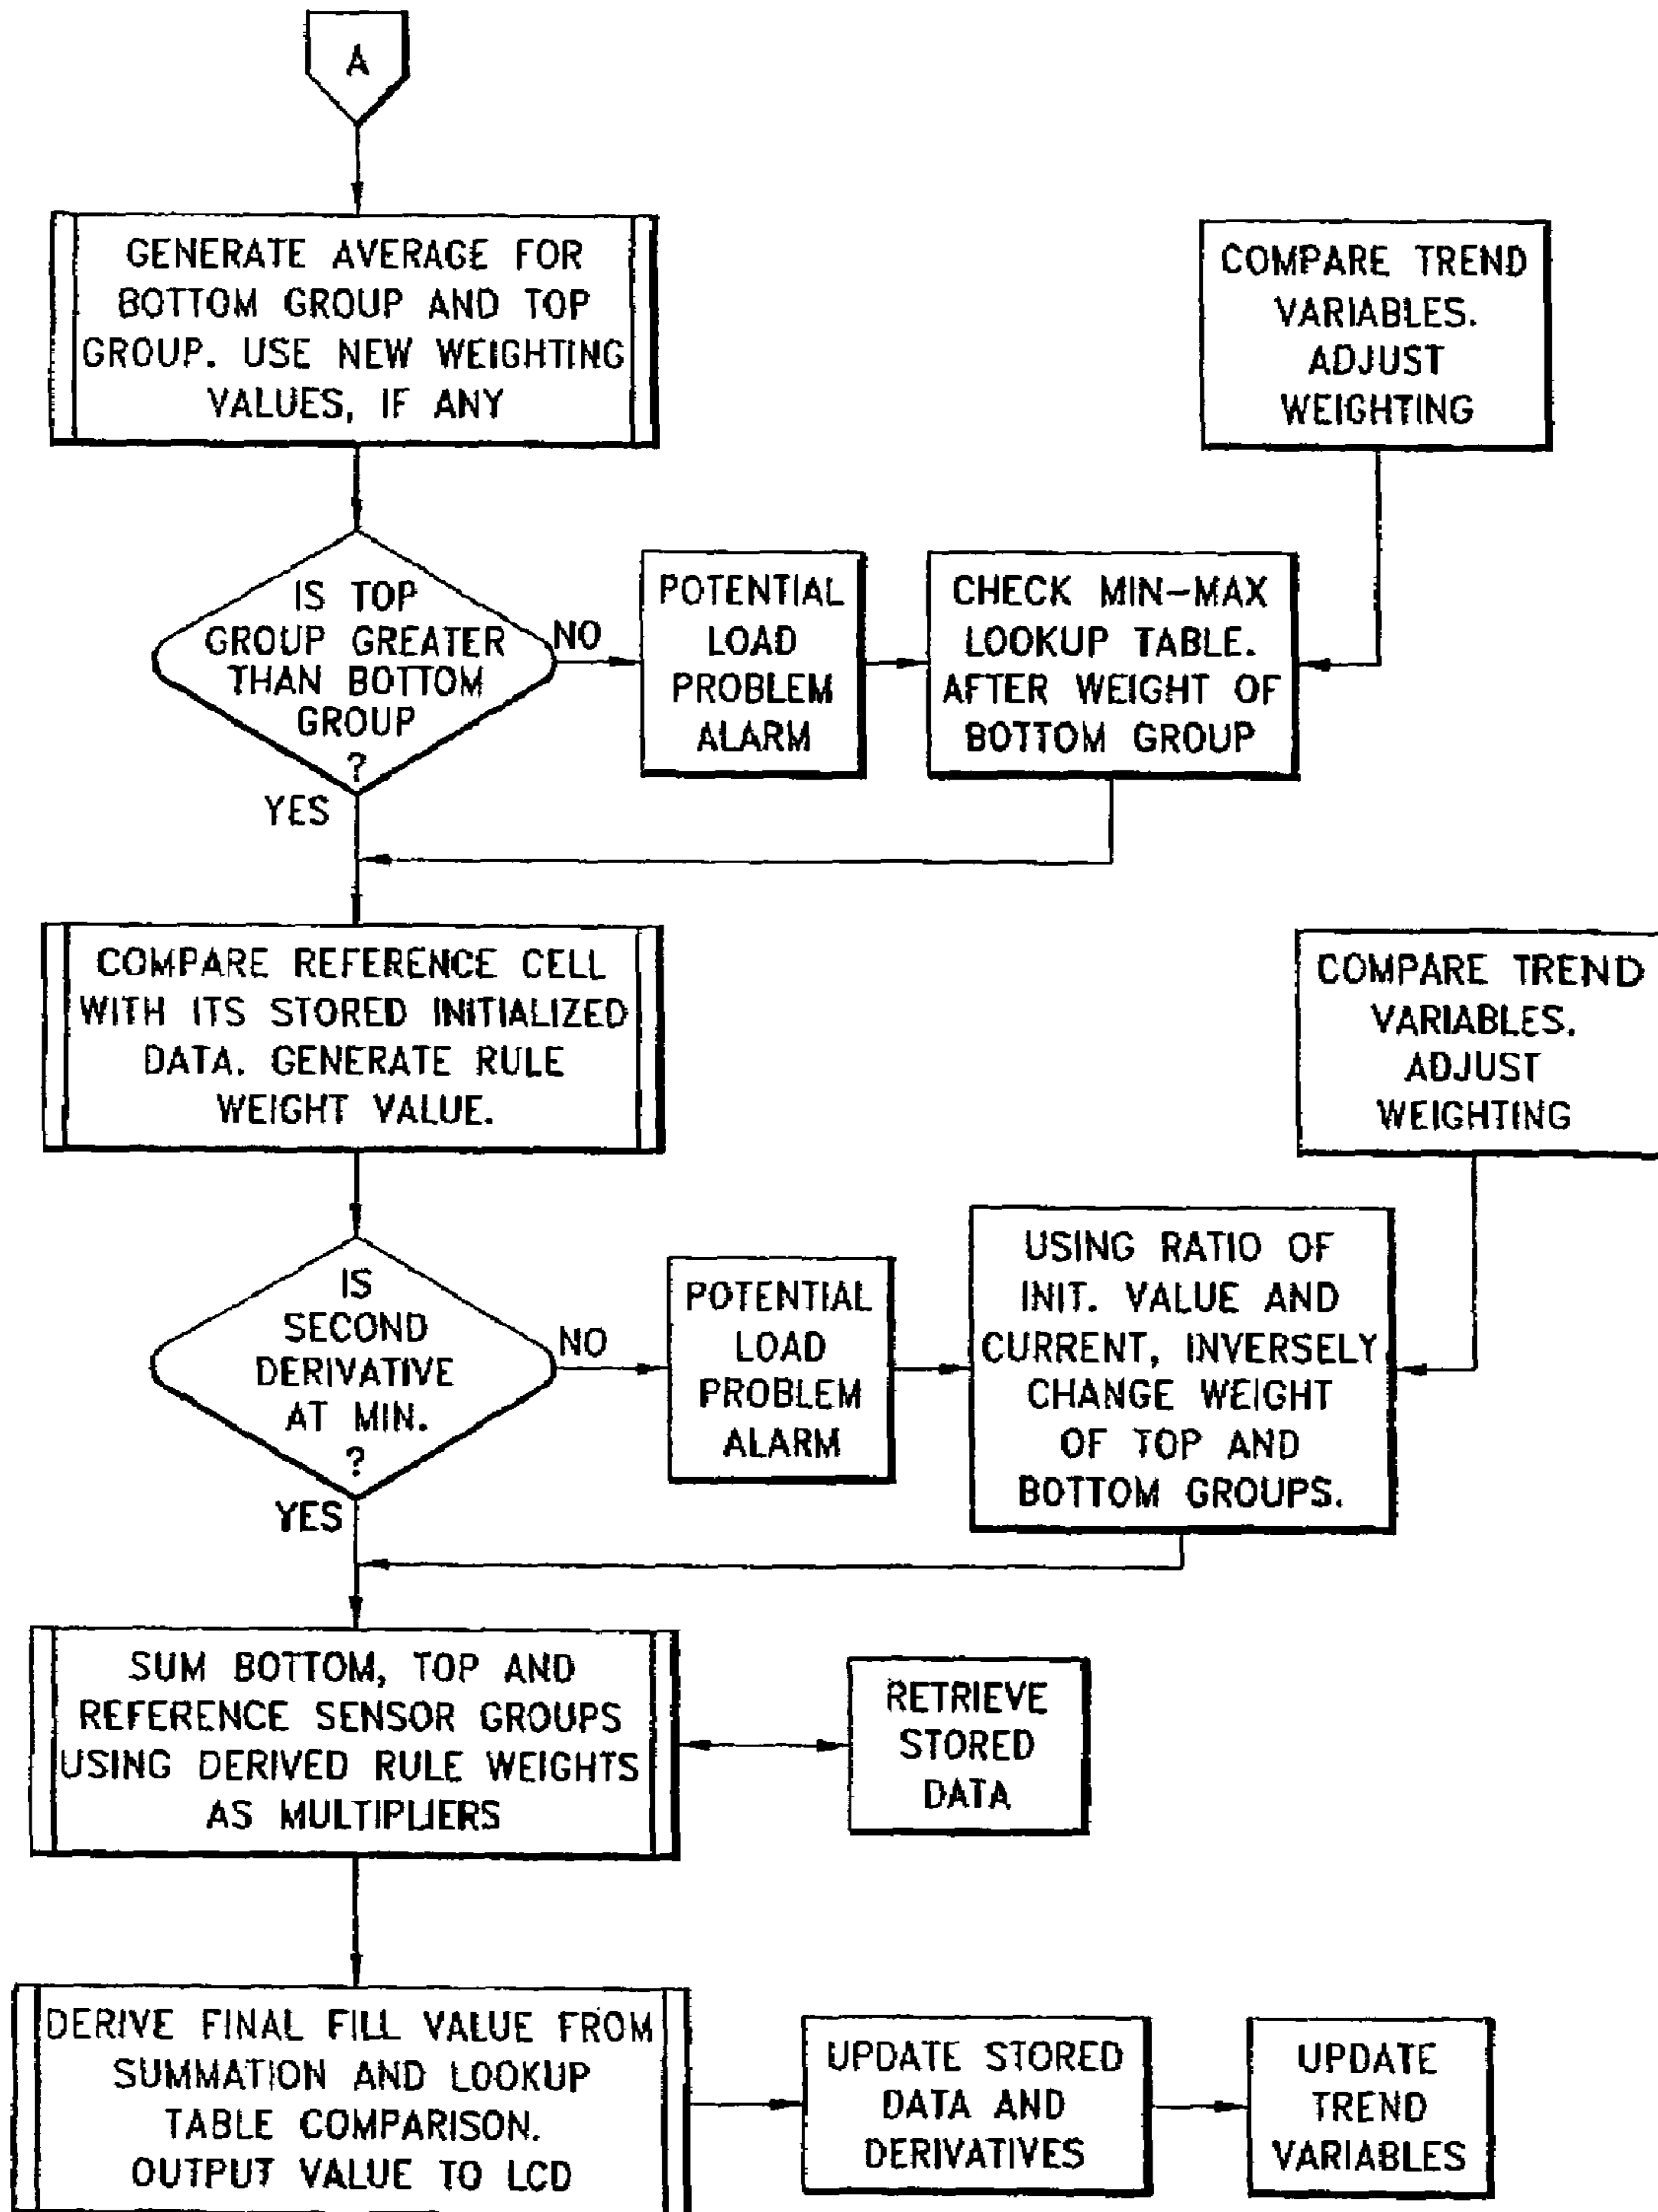 A
GENERATE AVERAGE FOR
BOTTOM GROUP AND TOP
GROUP. USE NEW WEIGHTING
VALUES, IF ANY
COMPARE TREND
VARIABLES.
ADJUST
WEIGHTING
IS TOP
GROUP GREATER
THAN BOTTOM
GROUP
?
NO
YES
POTENTIAL
LOAD
PROBLEM
ALARM
CHECK MIN-MAX
LOOKUP TABLE.
AFTER WEIGHT OF
BOTTOM GROUP
COMPARE REFERENCE CELL
WITH ITS STORED INITIALIZED
DATA. GENERATE RULE
WEIGHT VALUE.
COMPARE TREND
VARIABLES.
ADJUST
WEIGHTING
IS
SECOND
DERIVATIVE
AT MIN.
?
NO
YES
POTENTIAL
LOAD
PROBLEM
ALARM
USING RATIO OF
INIT. VALUE AND
CURRENT, INVERSELY
CHANGE WEIGHT
OF TOP AND
BOTTOM GROUPS.
SUM BOTTOM, TOP AND
REFERENCE SENSOR GROUPS
USING DERIVED RULE WEIGHTS
AS MULTIPLIERS
RETRIEVE
STORED
DATA
DERIVE FINAL FILL VALUE FROM
SUMMATION AND LOOKUP
TABLE COMPARISON.
OUTPUT VALUE TO LCD
UPDATE STORED
DATA AND
DERIVATIVES
UPDATE
TREND
VARIABLES